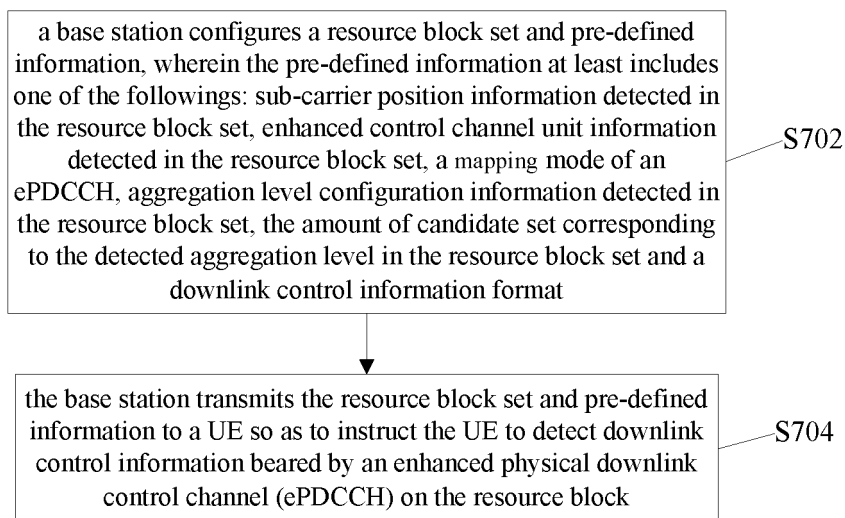 a base station configures a resource block set and pre-defined
information, wherein the pre-defined information at least includes
one of the followings: sub-carrier position information detected in
the resource block set, enhanced control channel unit information
detected in the resource block set, a mapping mode of an
ePDCCH, aggregation level configuration information detected in
the resource block set, the amount of candidate set corresponding
to the detected aggregation level in the resource block set and a
downlink control information format
S702
the base station transmits the resource block set and pre-defined
information to a UE so as to instruct the UE to detect downlink
control information beared by an enhanced physical downlink
control channel (ePDCCH) on the resource block
S704